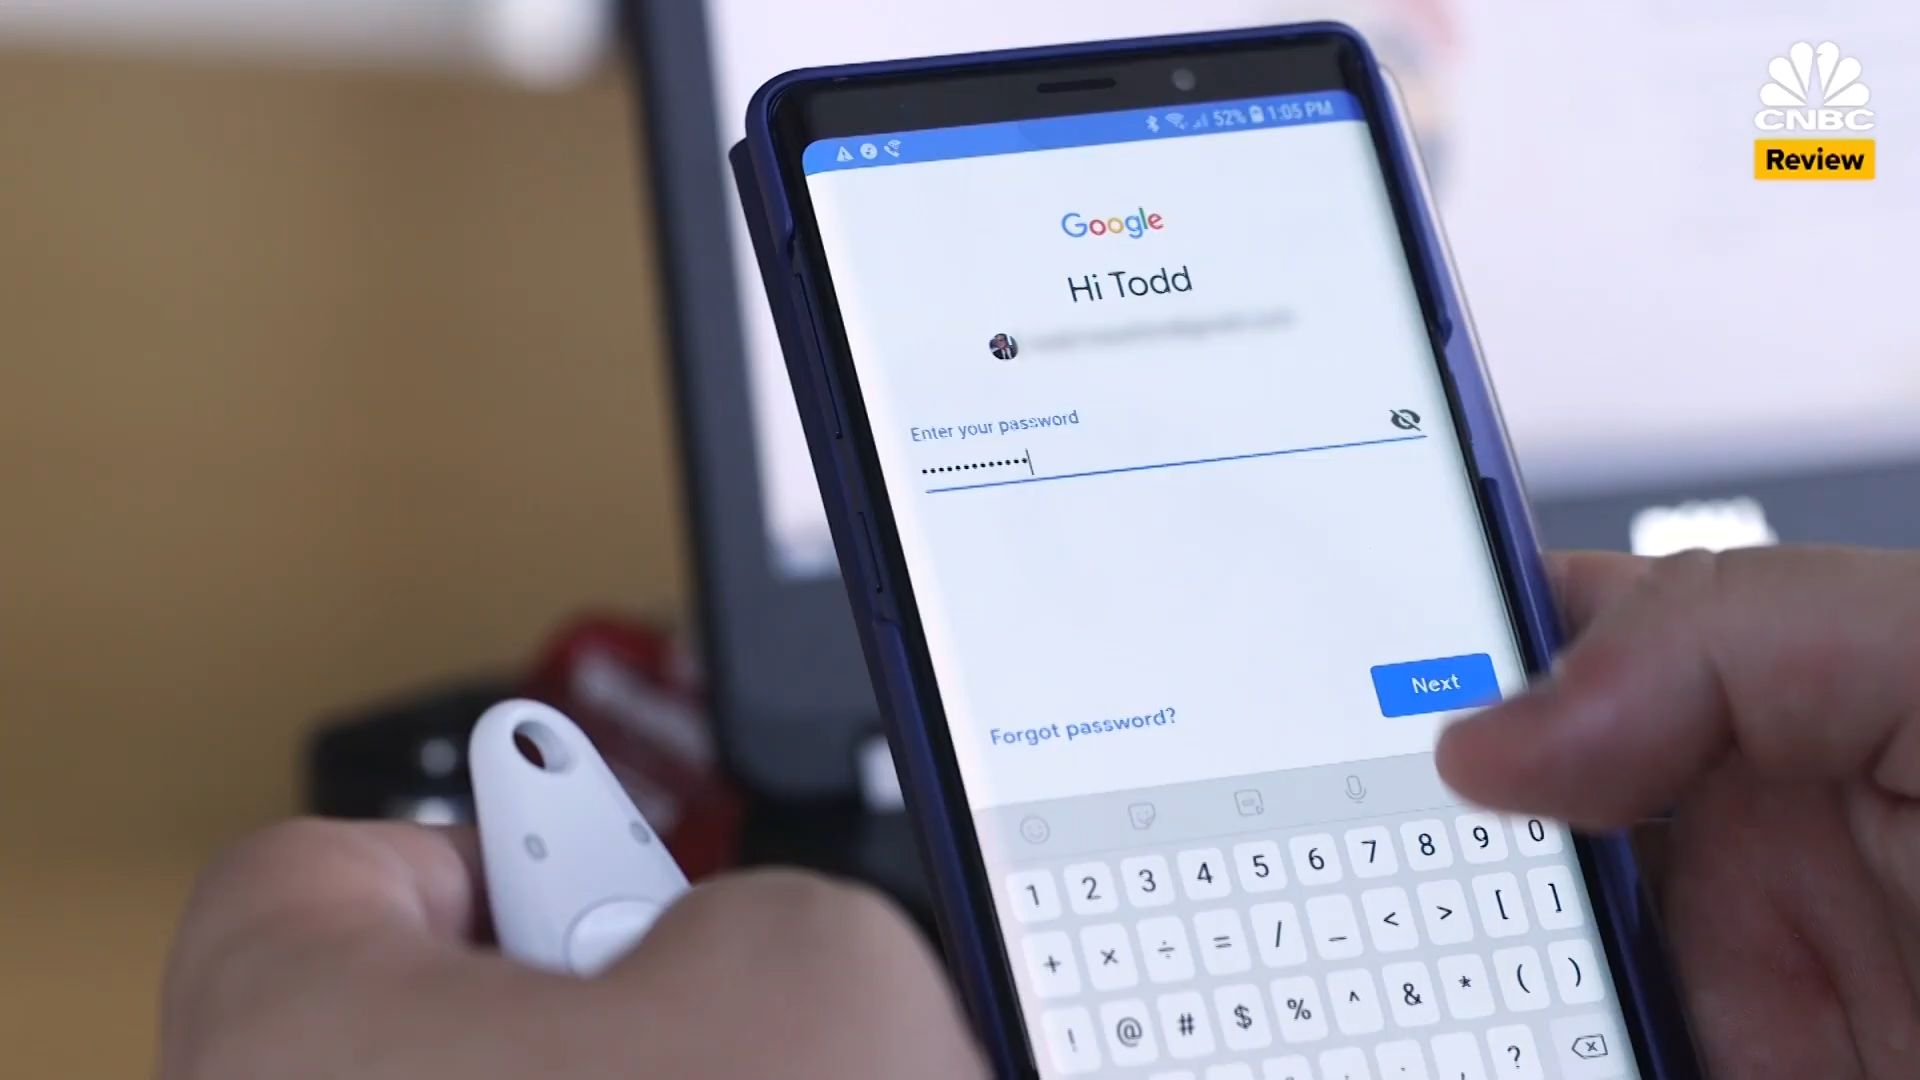 CNBC
Review
52% 1:05 PM
Google
Hi Todd
Enter your password
•••••••••••••
Next
Forgot password?
1 2 3 4 5 6 7 8 9 0
+ × ÷ = / _ < > [ ]
! @ # $ % ^ & * ( )
?